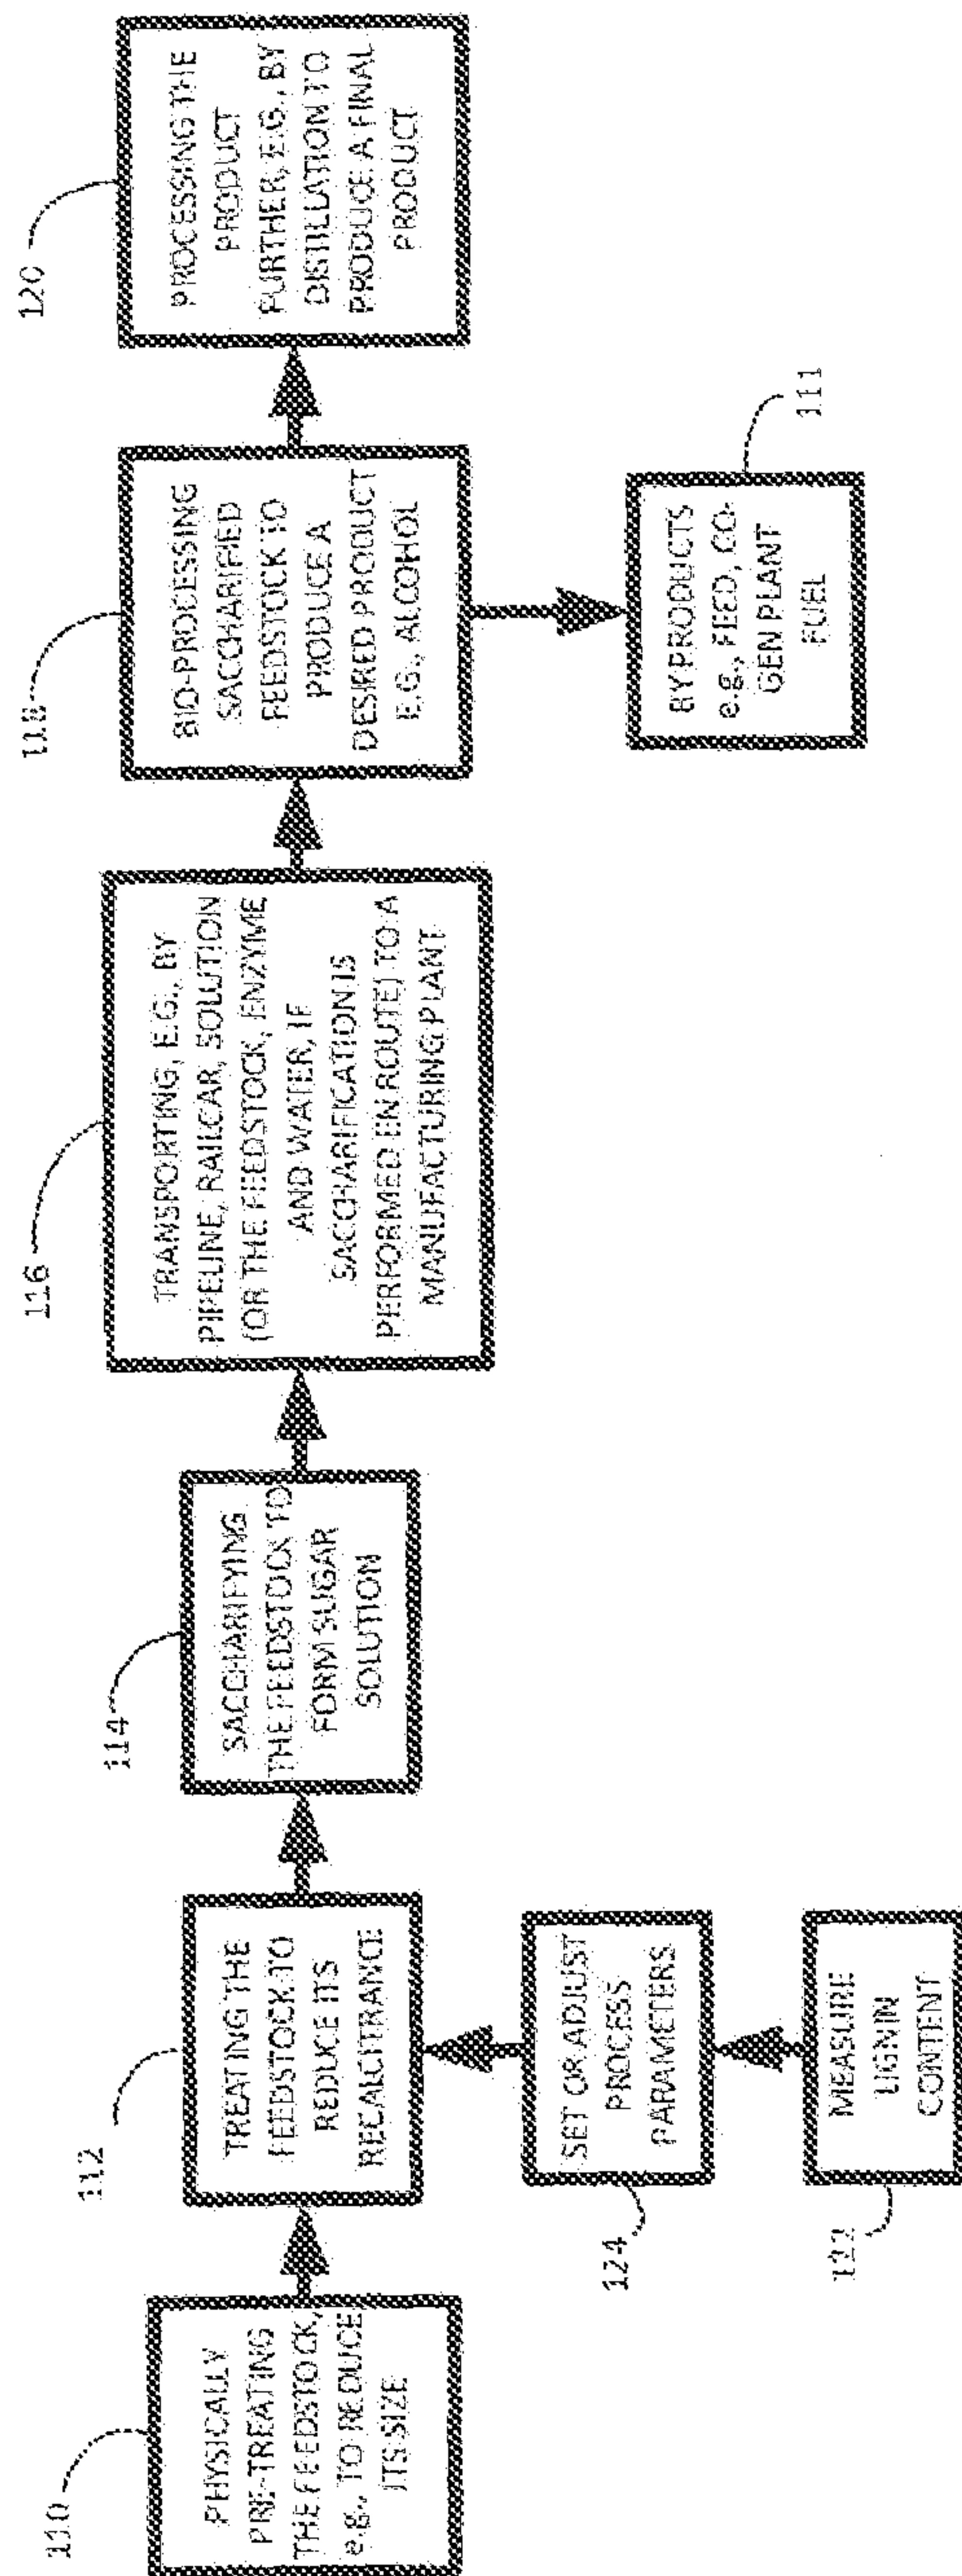 110
PHYSICALLY
PRE-TREATING
THE FEEDSTOCK,
e.g., TO REDUCE
ITS SIZE
112
TREATING THE
FEEDSTOCK TO
REDUCE ITS
RECALCITRANCE
124
SET OR ADJUST
PROCESS
PARAMETERS
122
MEASURE
LIGNIN
CONTENT
114
SACCHARIFYING
THE FEEDSTOCK TO
FORM SUGAR
SOLUTION
116
TRANSPORTING, E.G., BY
PIPELINE, RAILCAR, SOLUTION
(OR THE FEEDSTOCK, ENZYME
AND WATER, IF
SACCHARIFICATION IS
PERFORMED EN ROUTE) TO A
MANUFACTURING PLANT
118
BIO-PROCESSING
SACCHARIFIED
FEEDSTOCK TO
PRODUCE A
DESIRED PRODUCT
E.G., ALCOHOL
111
BY PRODUCTS
e.g., FEED, CO-
GEN PLANT
FUEL
120
PROCESSING THE
PRODUCT
FURTHER, E.G., BY
DISTILLATION TO
PRODUCE A FINAL
PRODUCT